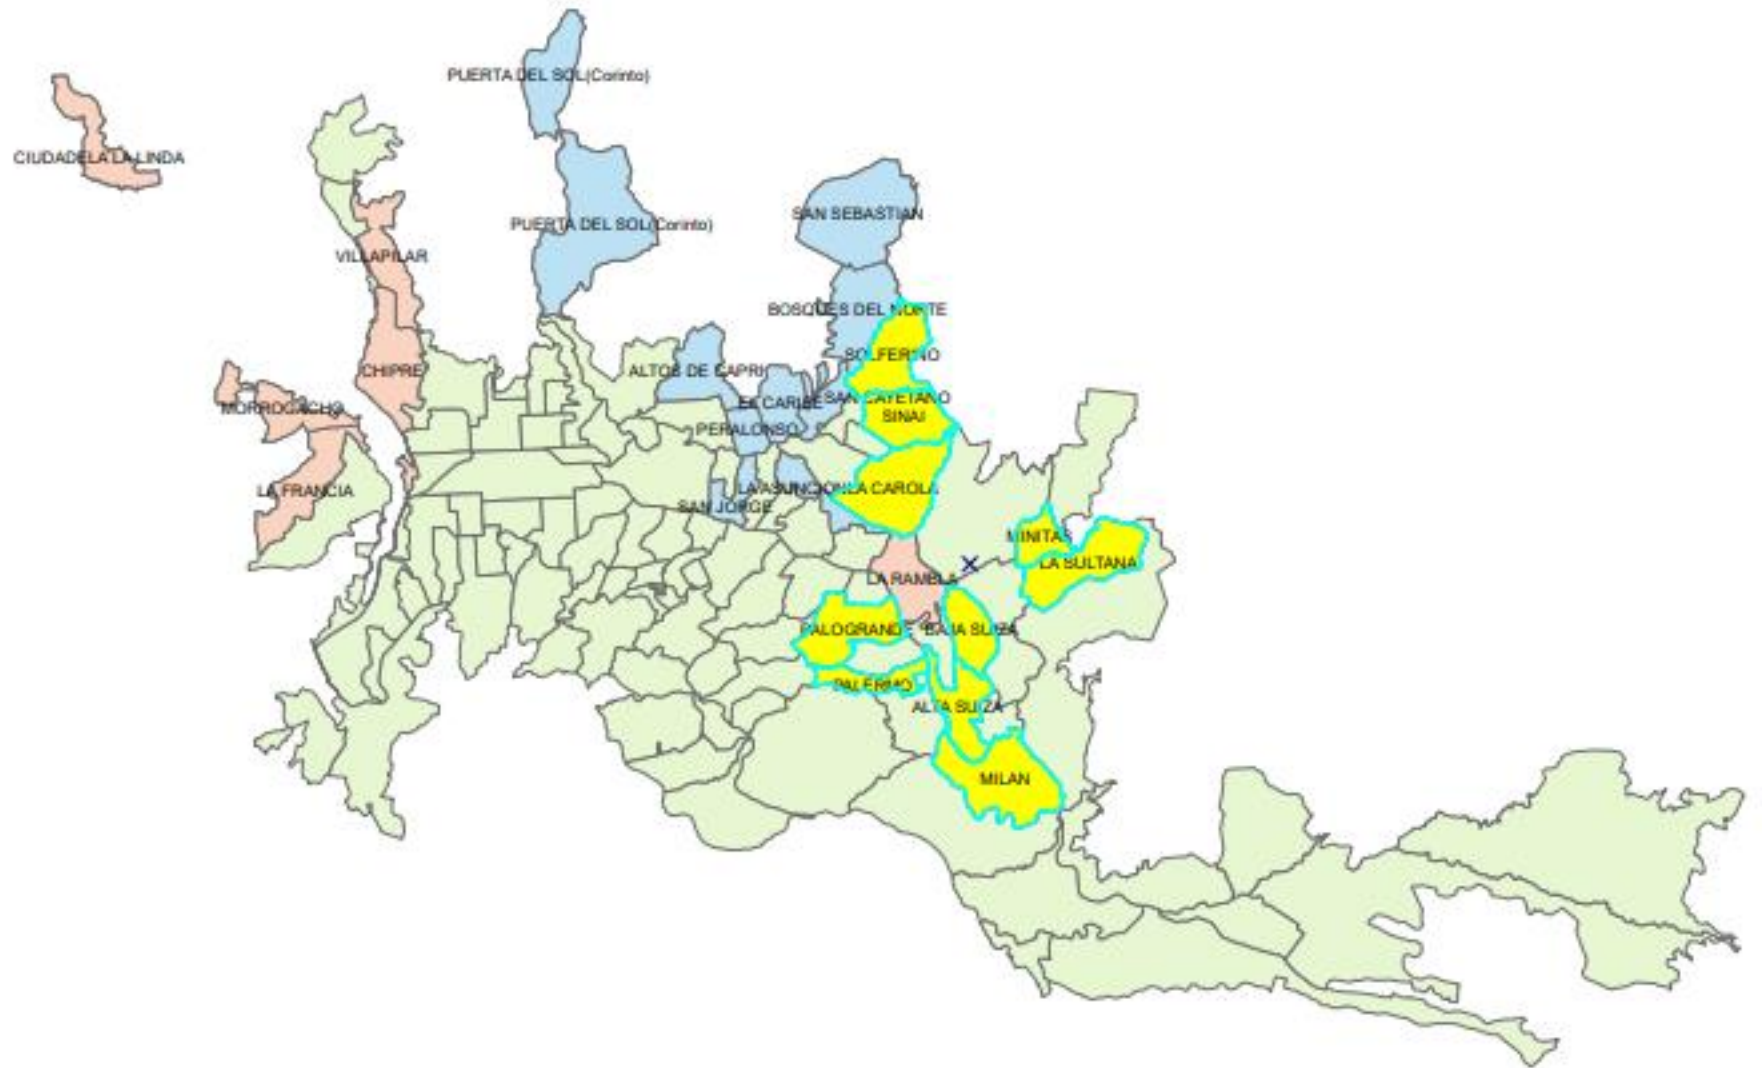 PUERTA DEL SOL(Corinto)
CIUDADELA LA LINDA
SAN SEBASTIAN
PUERTA DEL SOL(Corinto)
VILLAPILAR
BOSQUES DEL NORTE
SOLFERINO
CHIPRE
ALTOS DE CAPRI
SAN CAYETANO
EL CARIBE
MORROGACHO
SINAI
PERALONSO
LA FRANCIA
LA ASUNCION
LA CAROLA
SAN JORGE
MINITAS
LA SULTANA
LA RAMBLA
PALOGRANDE
BAJA SUIZA
PALERMO
ALTA SUIZA
MILAN